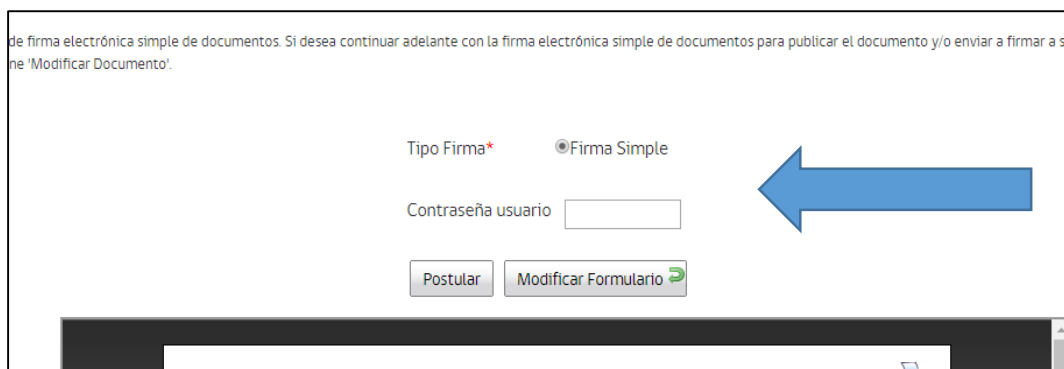 de firma electrónica simple de documentos. Si desea continuar adelante con la firma electrónica simple de documentos para publicar el documento y/o enviar a firmar a s
ne 'Modificar Documento'.
Tipo Firma* Firma Simple
Contraseña usuario
Postular Modificar Formulario